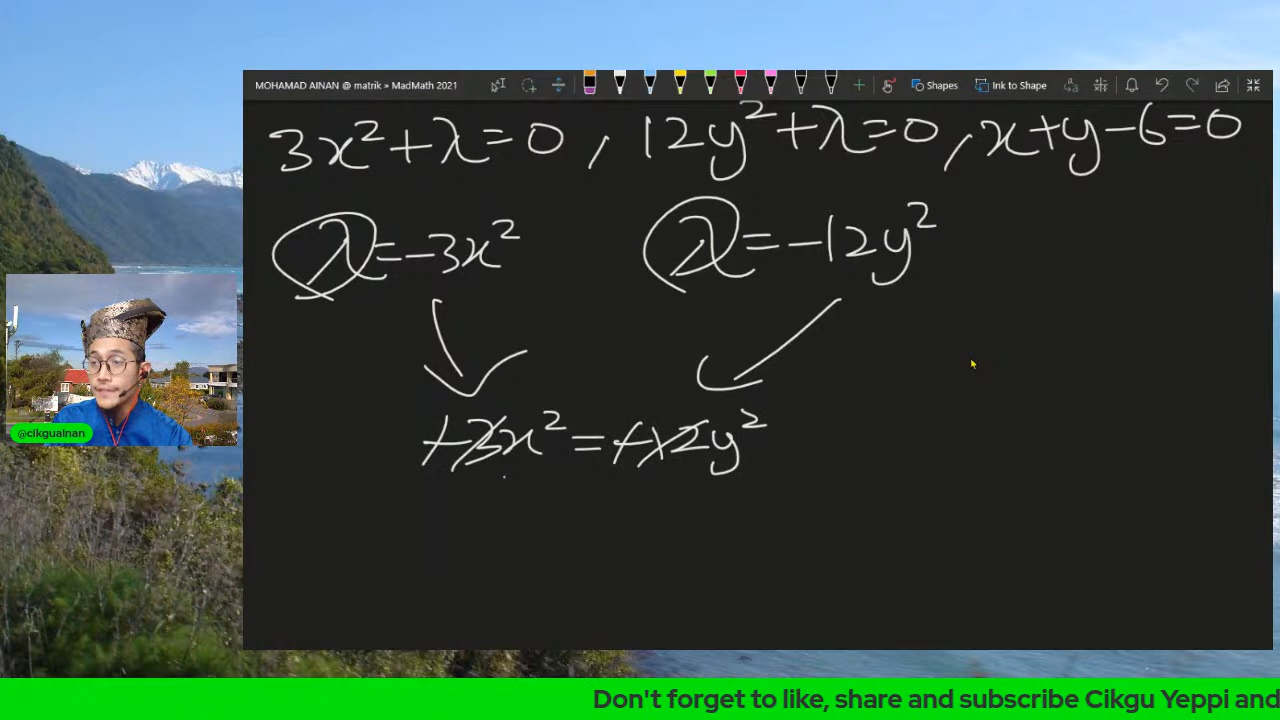 MOHAMAD AINAN @ matrik » MadMath 2021 Shapes Ink to Shape
3x²+λ=0 , 12y²+λ=0 , x+y-6=0
λ=-3x² λ=-12y²
+3x²=+12y²
@cikguainan
Don't forget to like, share and subscribe Cikgu Yeppi and